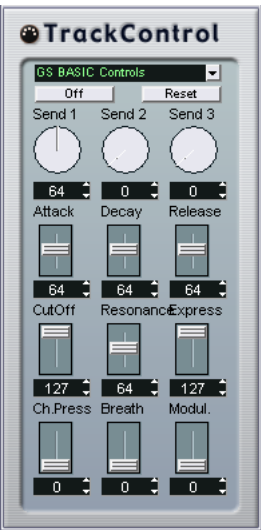 TrackControl
GS BASIC Controls
Off Reset
Send 1 Send 2 Send 3
64 0 0
Attack Decay Release
64 64 64
CutOff Resonance Express
127 64 127
Ch.Press Breath Modul.
0 0 0